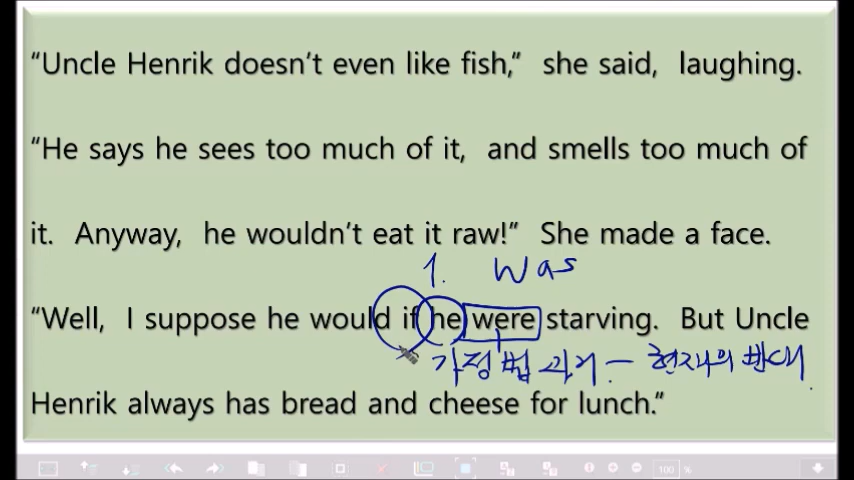 “Uncle Henrik doesn’t even like fish,” she said, laughing.
“He says he sees too much of it, and smells too much of
it. Anyway, he wouldn’t eat it raw!” She made a face.
1. Was
“Well, I suppose he would if he were starving. But Uncle
가정법 과거 - 현재의 반대
Henrik always has bread and cheese for lunch.”
100 %